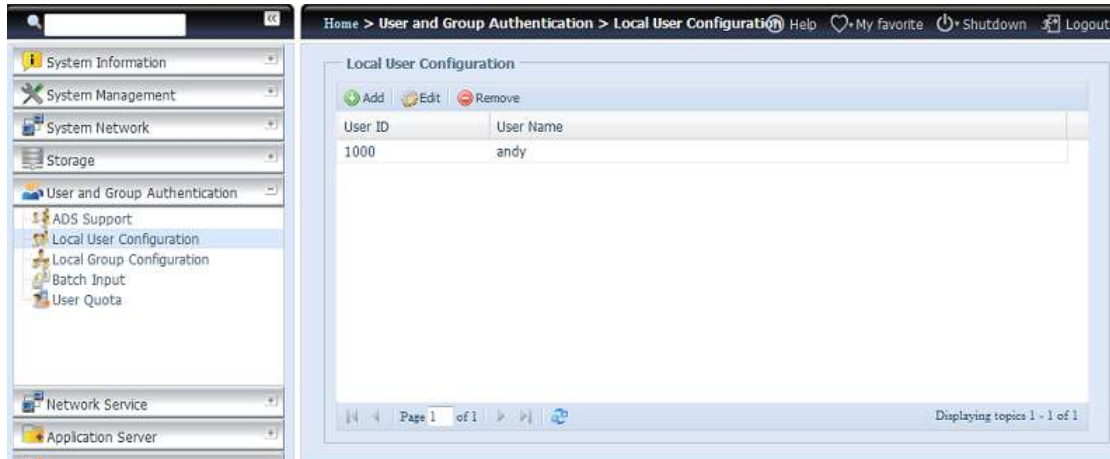 Home > User and Group Authentication > Local User Configuration Help My favorite Shutdown Logout
System Information
System Management
System Network
Storage
User and Group Authentication
ADS Support
Local User Configuration
Local Group Configuration
Batch Input
User Quota
Network Service
Application Server
Local User Configuration
Add Edit Remove
User ID User Name
1000 andy
Page 1 of 1 Displaying topics 1 - 1 of 1